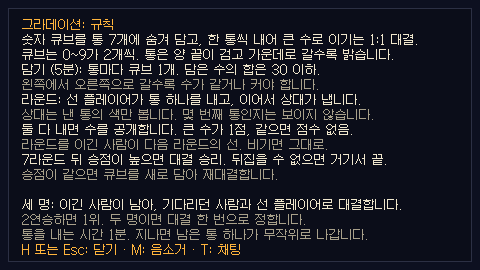 그라데이션: 규칙
숫자 큐브를 통 7개에 숨겨 담고, 한 통씩 내어 큰 수로 이기는 1:1 대결.
큐브는 0~9가 2개씩. 통은 양 끝이 검고 가운데로 갈수록 밝습니다.
담기 (5분): 통마다 큐브 1개. 담은 수의 합은 30 이하.
왼쪽에서 오른쪽으로 갈수록 수가 같거나 커야 합니다.
라운드: 선 플레이어가 통 하나를 내고, 이어서 상대가 냅니다.
상대는 낸 통의 색만 봅니다. 몇 번째 통인지는 보이지 않습니다.
둘 다 내면 수를 공개합니다. 큰 수가 1점, 같으면 점수 없음.
라운드를 이긴 사람이 다음 라운드의 선. 비기면 그대로.
7라운드 뒤 승점이 높으면 대결 승리. 뒤집을 수 없으면 거기서 끝.
승점이 같으면 큐브를 새로 담아 재대결합니다.
세 명: 이긴 사람이 남아, 기다리던 사람과 선 플레이어로 대결합니다.
2연승하면 1위. 두 명이면 대결 한 번으로 정합니다.
통을 내는 시간 1분. 지나면 남은 통 하나가 무작위로 나갑니다.
H 또는 Esc: 닫기 · M: 음소거 · T: 채팅